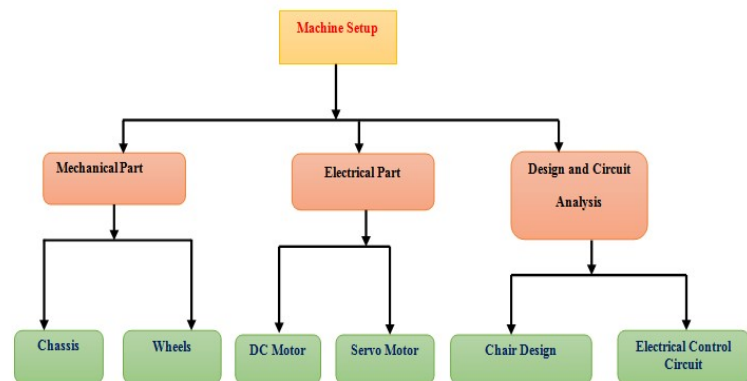 Machine Setup
Mechanical Part
Electrical Part
Design and Circuit
Analysis
Chassis
Wheels
DC Motor
Servo Motor
Chair Design
Electrical Control
Circuit